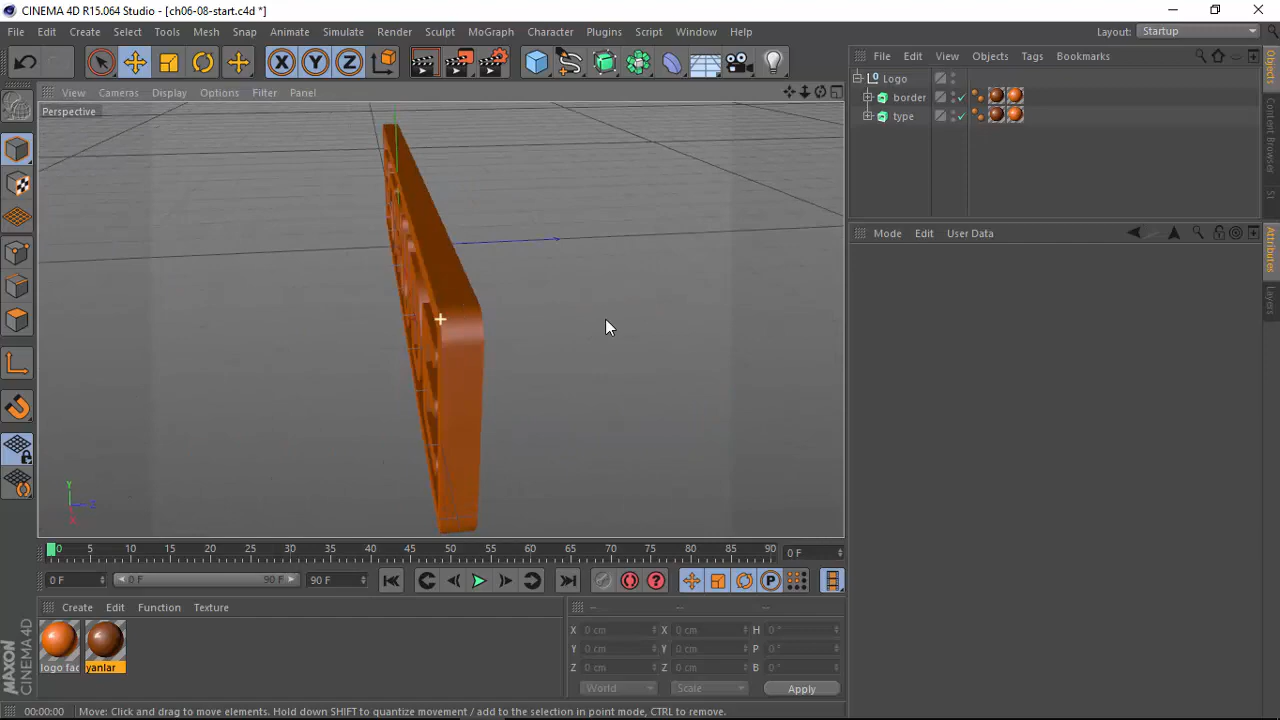 CINEMA 4D R15.064 Studio - [ch06-08-start.c4d *]
File Edit Create Select Tools Mesh Snap Animate Simulate Render Sculpt MoGraph Character Plugins Script Window Help
Layout: Startup
X Y Z
View Cameras Display Options Filter Panel
Perspective
Y
Z
X
File Edit View Objects Tags Bookmarks
Logo
border
type
Mode Edit User Data
Objects
Content Browser
St
Attributes
Layers
0 5 10 15 20 25 30 35 40 45 50 55 60 65 70 75 80 85 90 0 F
0 F 0 F 90 F 90 F
Create Edit Function Texture
logo fac yanlar
-- -- --
X 0 cm X 0 cm H 0 °
Y 0 cm Y 0 cm P 0 °
Z 0 cm Z 0 cm B 0 °
World Scale Apply
MAXON
CINEMA 4D
00:00:00 Move: Click and drag to move elements. Hold down SHIFT to quantize movement / add to the selection in point mode, CTRL to remove.